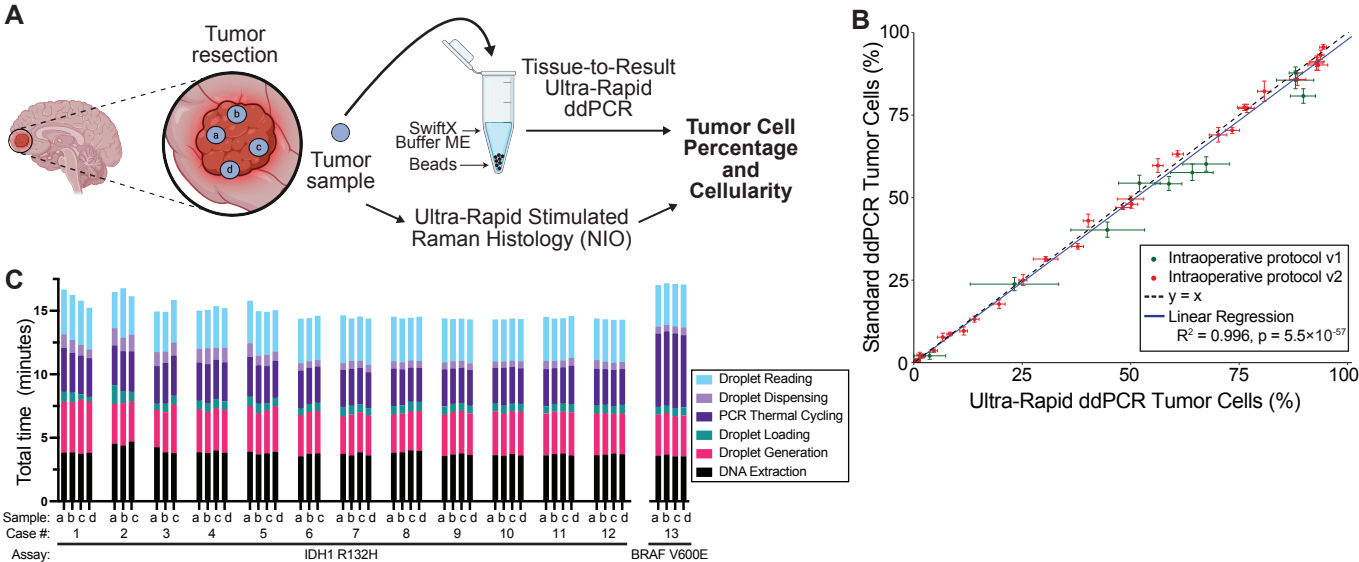 A
Tumor
resection
b
a
c
d
Tumor
sample
SwiftX
Buffer ME
Beads
Tissue-to-Result
Ultra-Rapid
ddPCR
Ultra-Rapid Stimulated
Raman Histology (NIO)
Tumor Cell
Percentage
and
Cellularity
B
Standard ddPCR Tumor Cells (%)
100
75
50
25
0
0 25 50 75 100
Ultra-Rapid ddPCR Tumor Cells (%)
Intraoperative protocol v1
Intraoperative protocol v2
y = x
Linear Regression
R² = 0.996, p = 5.5×10⁻⁵⁷
C
Total time (minutes)
15
10
5
0
Droplet Reading
Droplet Dispensing
PCR Thermal Cycling
Droplet Loading
Droplet Generation
DNA Extraction
Sample: a b c d a b c a b c a b c d a b c d a b c a b c d a b c d a b c d a b c d a b c d a b c d a b c d
Case #: 1 2 3 4 5 6 7 8 9 10 11 12 13
Assay: IDH1 R132H BRAF V600E